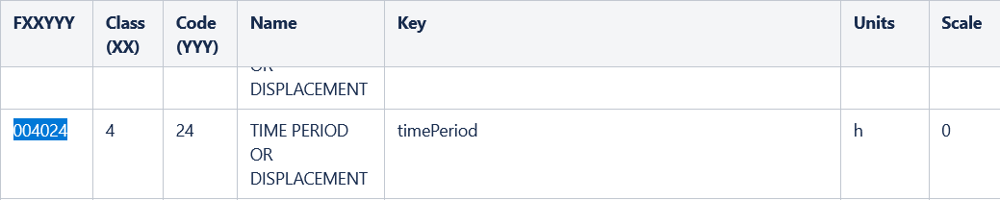 FXXYYY Class (XX) Code (YYY) Name Key Units Scale
OR
DISPLACEMENT
004024 4 24 TIME PERIOD timePeriod h 0
OR
DISPLACEMENT